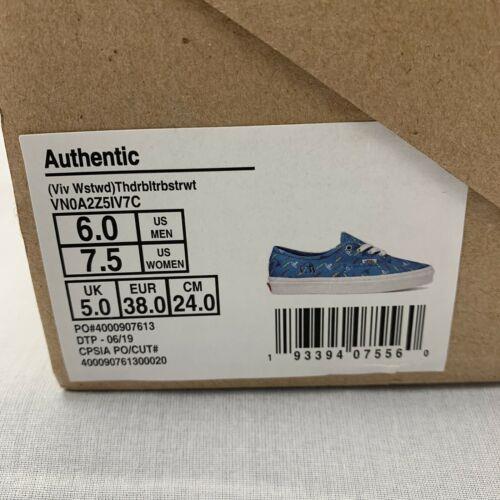 Authentic
(Viv Wstwd)Thdrbltrbstrwt
VN0A2Z5IV7C
6.0 US MEN
7.5 US WOMEN
UK 5.0 EUR 38.0 CM 24.0
PO#4000907613
DTP - 06/19
CPSIA PO/CUT#
400090761300020
1 93394 07556 0